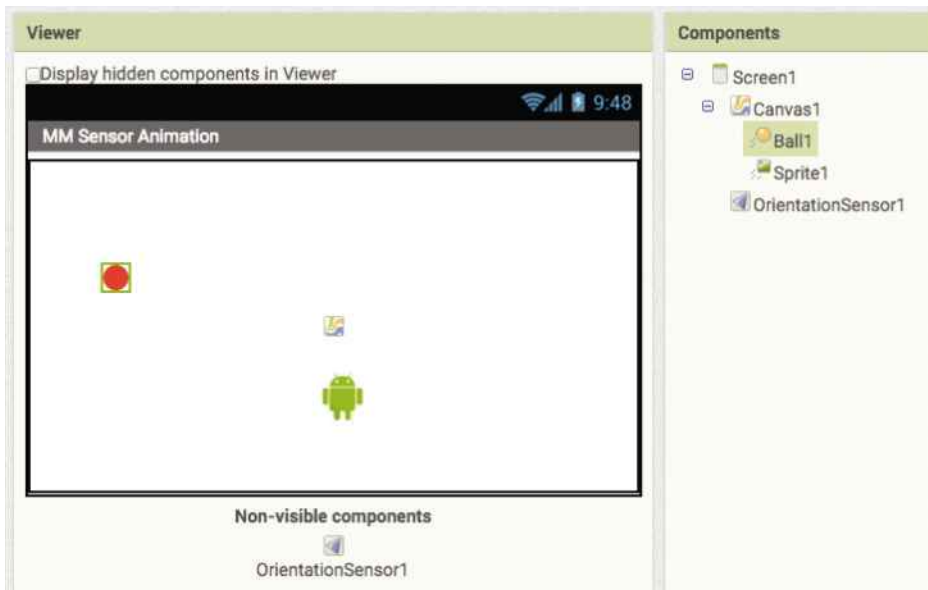 Viewer
Display hidden components in Viewer
9:48
MM Sensor Animation
Non-visible components
OrientationSensor1
Components
Screen1
Canvas1
Ball1
Sprite1
OrientationSensor1